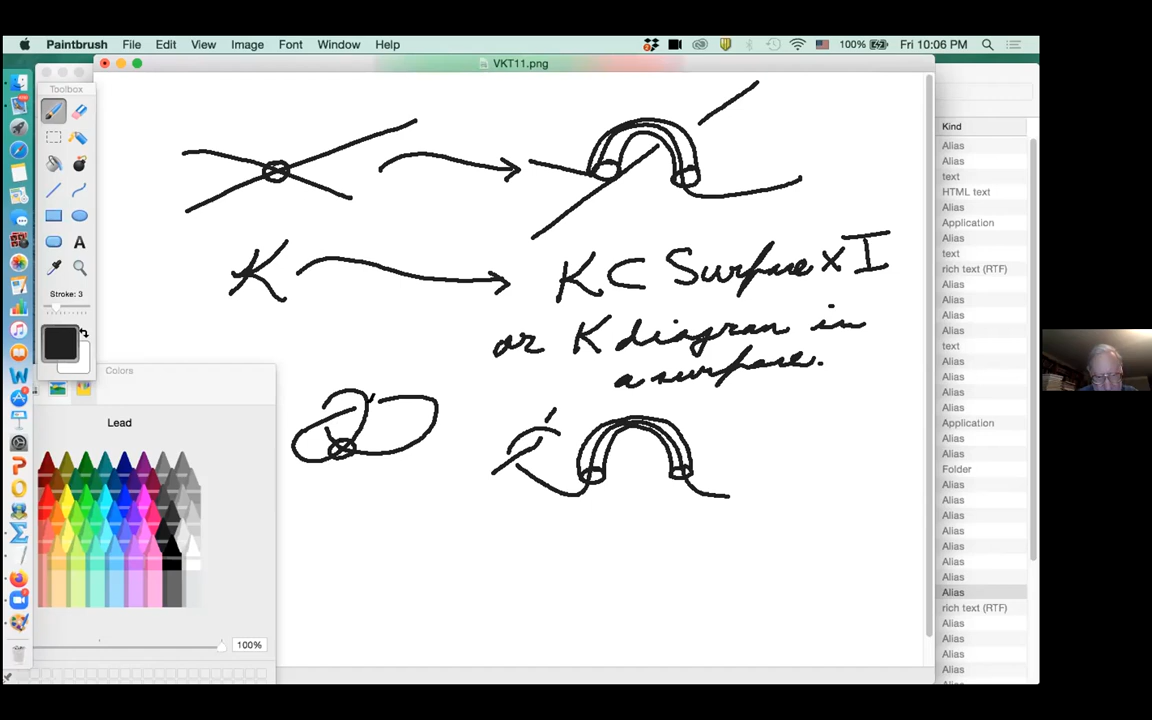 Paintbrush File Edit View Image Font Window Help
100% Fri 10:06 PM
VKT11.png
Toolbox
A
Stroke: 3
Colors
Lead
100%
K K ⊂ Surface × I
or K diagram in
a surface.
Kind
Alias
Alias
text
HTML text
Alias
Application
Alias
text
rich text (RTF)
Alias
Alias
Alias
Alias
text
Alias
Alias
Alias
Alias
Application
Alias
Alias
Folder
Alias
Alias
Alias
Alias
Alias
Alias
Alias
Alias
rich text (RTF)
Alias
Alias
Alias
Alias
Alias